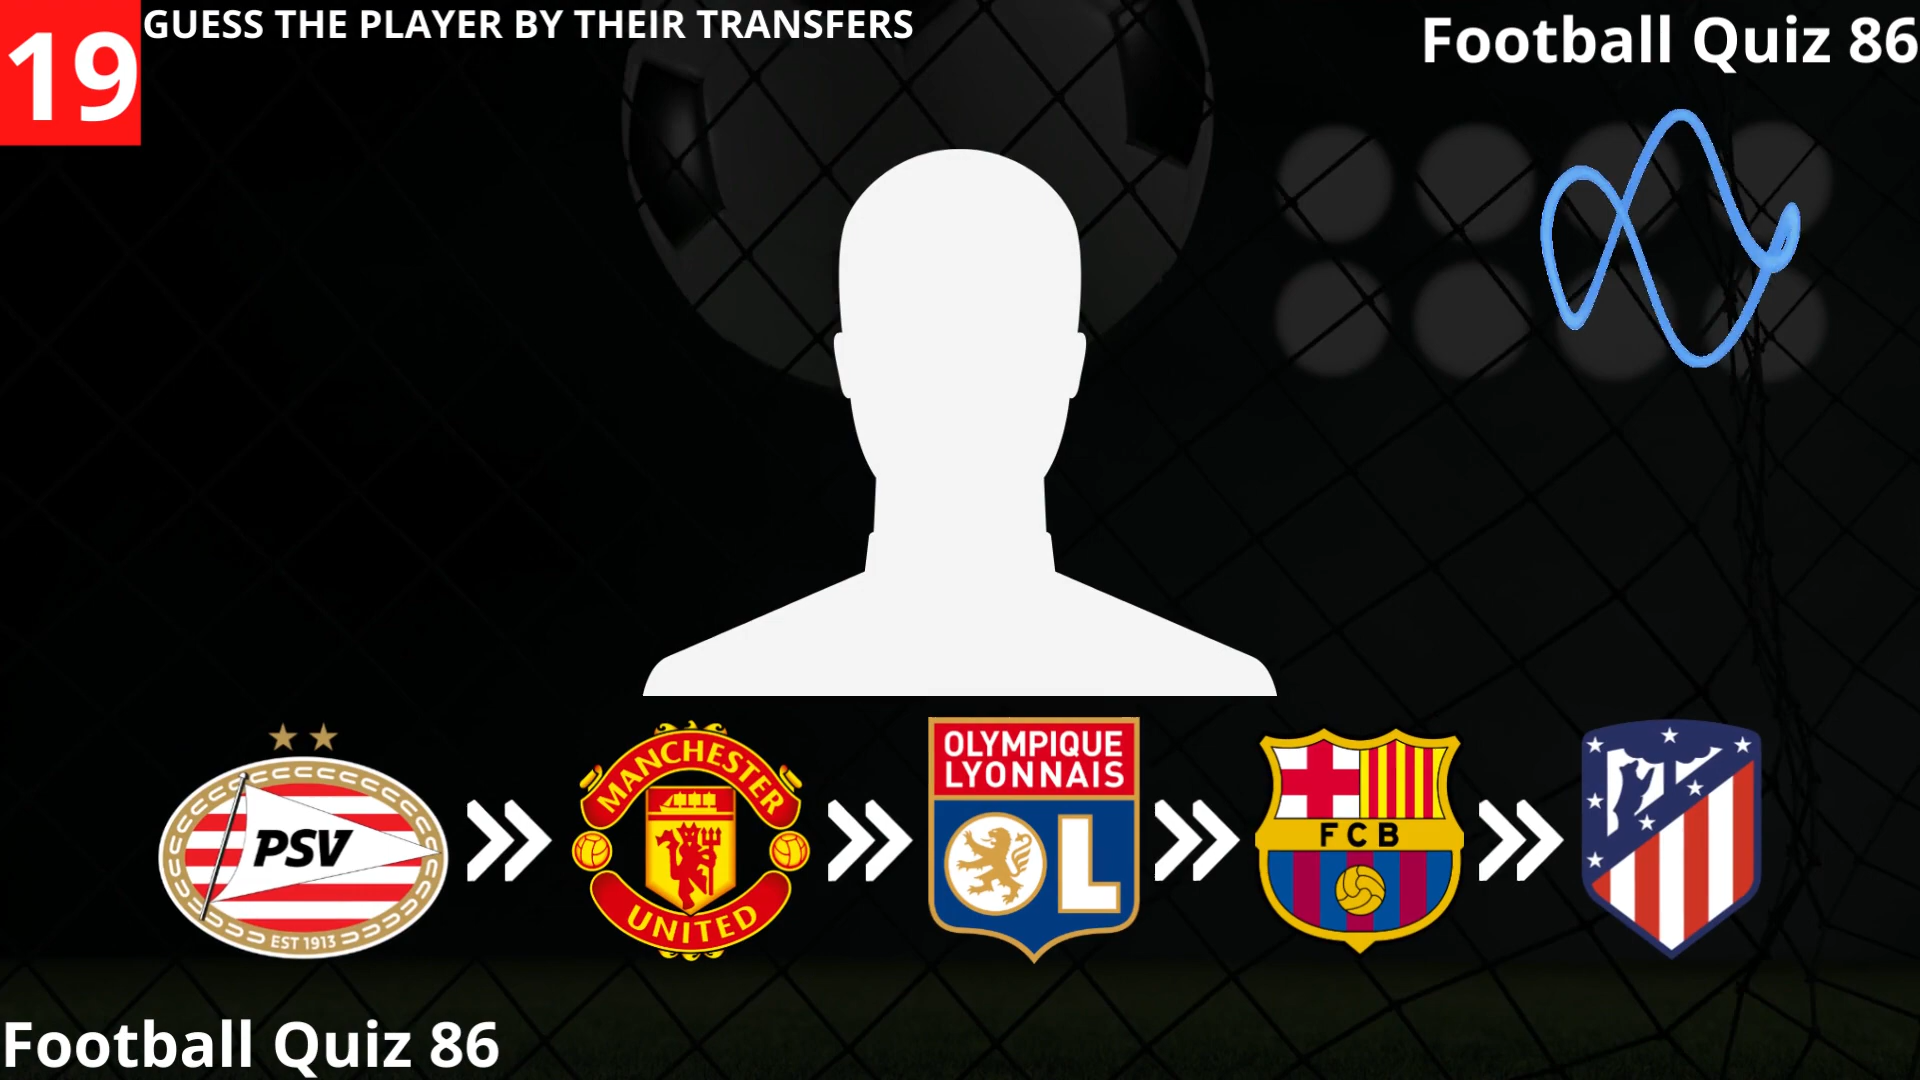 19
GUESS THE PLAYER BY THEIR TRANSFERS
Football Quiz 86
PSV
EST 1913
MANCHESTER
UNITED
OLYMPIQUE
LYONNAIS
OL
FCB
Football Quiz 86